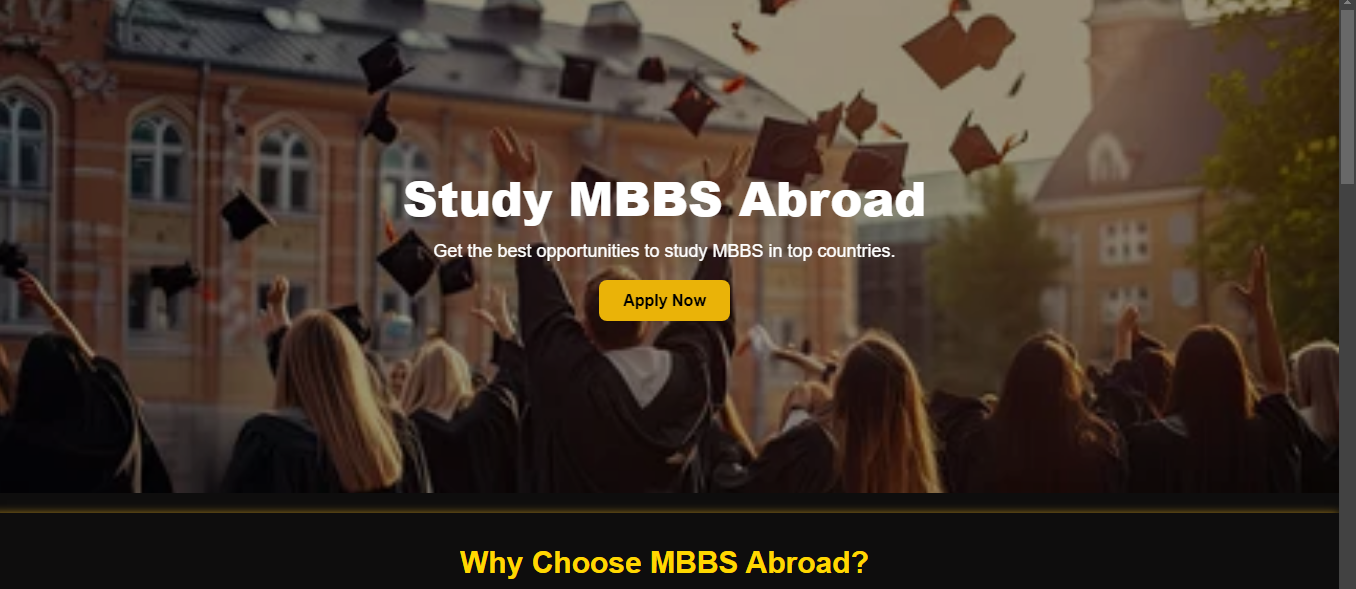 Study MBBS Abroad
Get the best opportunities to study MBBS in top countries.
Apply Now
Why Choose MBBS Abroad?